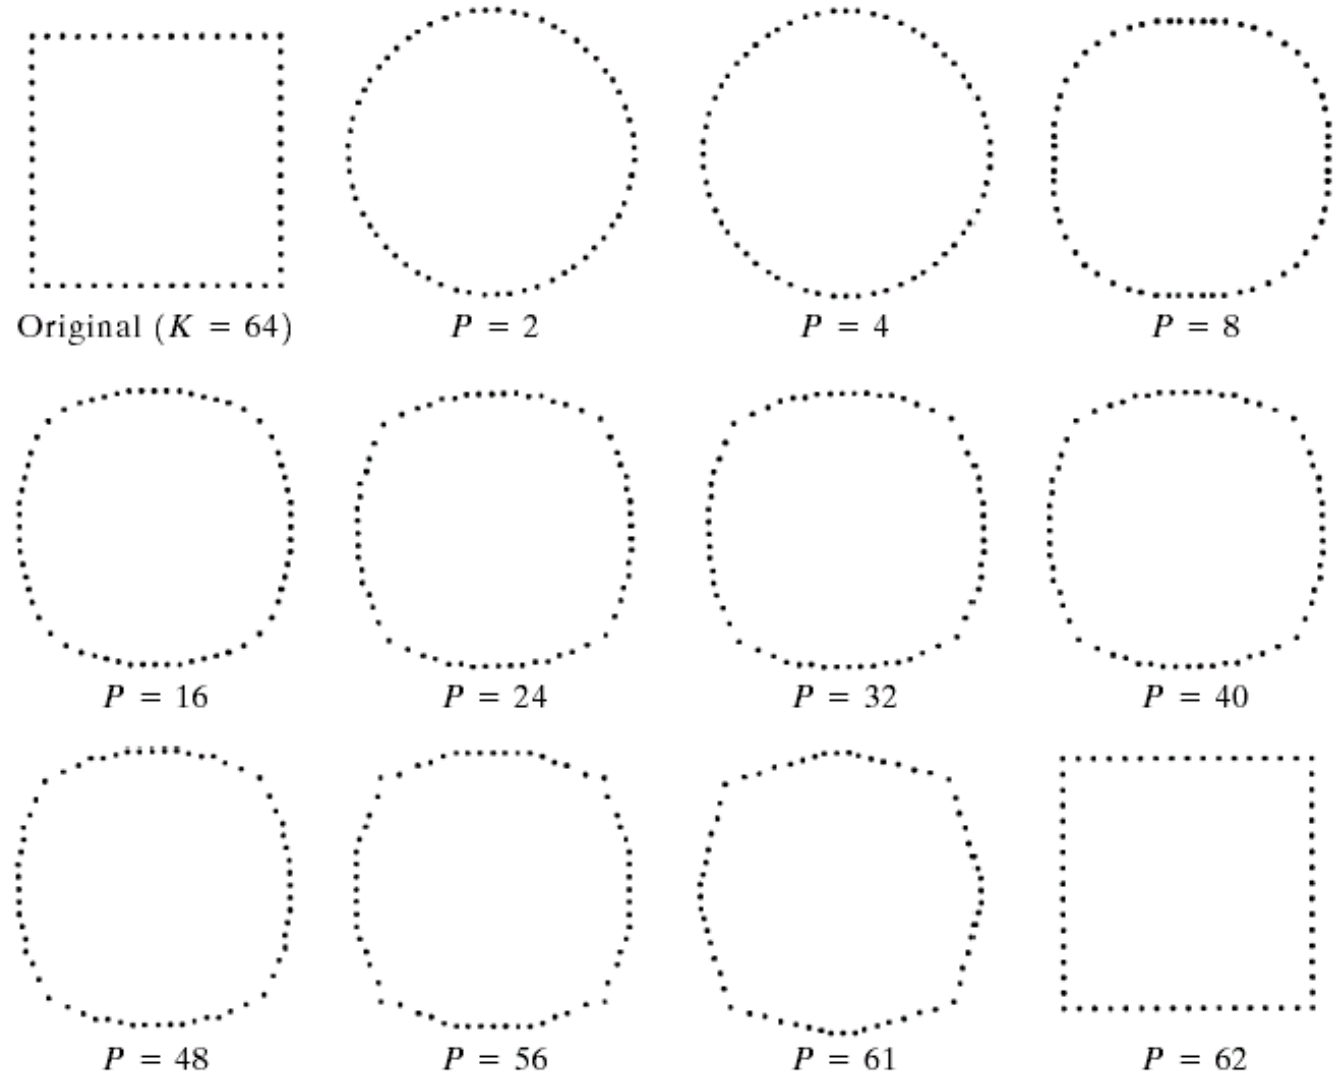 Original (K = 64)
P = 2
P = 4
P = 8
P = 16
P = 24
P = 32
P = 40
P = 48
P = 56
P = 61
P = 62